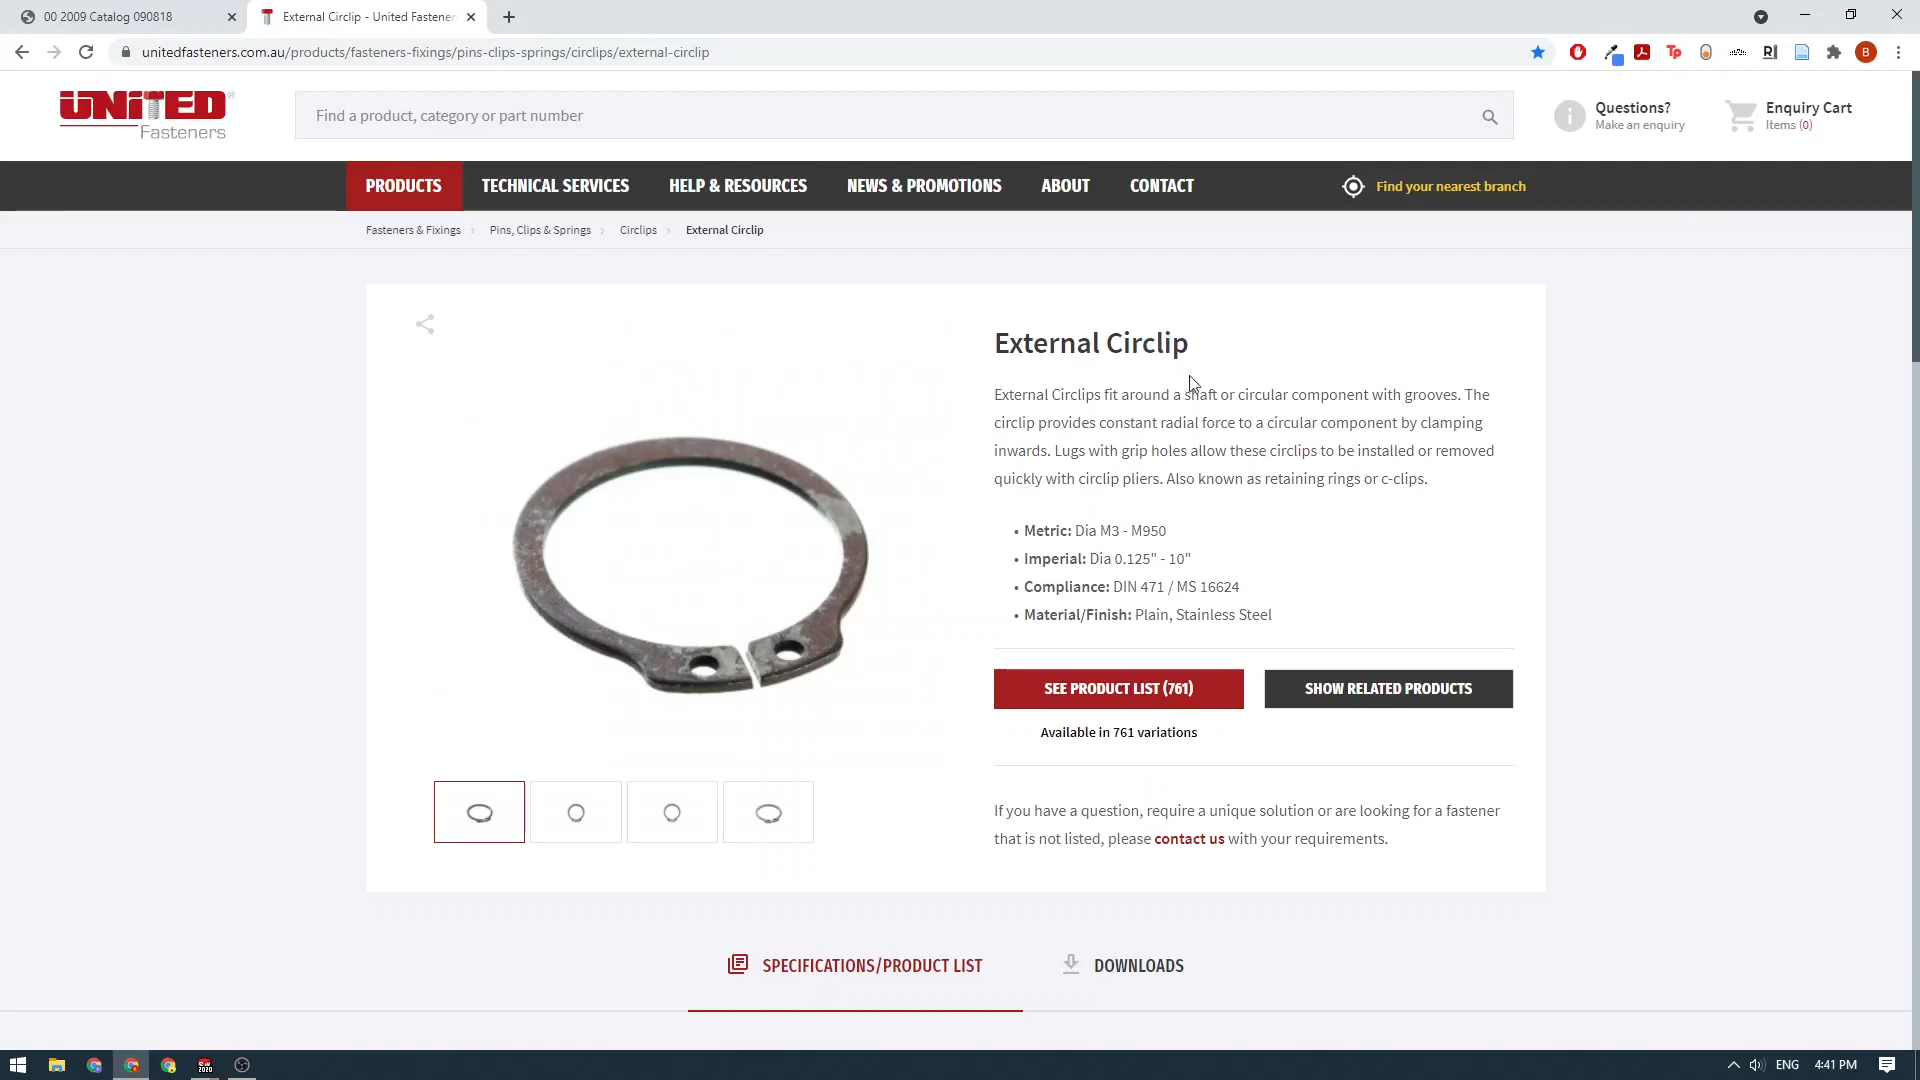 00 2009 Catalog 090818
External Circlip - United Fastener
unitedfasteners.com.au/products/fasteners-fixings/pins-clips-springs/circlips/external-circlip
UNITED
Fasteners
Find a product, category or part number
Questions?
Make an enquiry
Enquiry Cart
Items (0)
PRODUCTS
TECHNICAL SERVICES
HELP & RESOURCES
NEWS & PROMOTIONS
ABOUT
CONTACT
Find your nearest branch
Fasteners & Fixings
Pins, Clips & Springs
Circlips
External Circlip
External Circlip
External Circlips fit around a shaft or circular component with grooves. The
circlip provides constant radial force to a circular component by clamping
inwards. Lugs with grip holes allow these circlips to be installed or removed
quickly with circlip pliers. Also known as retaining rings or c-clips.
• Metric: Dia M3 - M950
• Imperial: Dia 0.125" - 10"
• Compliance: DIN 471 / MS 16624
• Material/Finish: Plain, Stainless Steel
SEE PRODUCT LIST (761)
SHOW RELATED PRODUCTS
Available in 761 variations
If you have a question, require a unique solution or are looking for a fastener
that is not listed, please contact us with your requirements.
SPECIFICATIONS/PRODUCT LIST
DOWNLOADS
ENG
4:41 PM